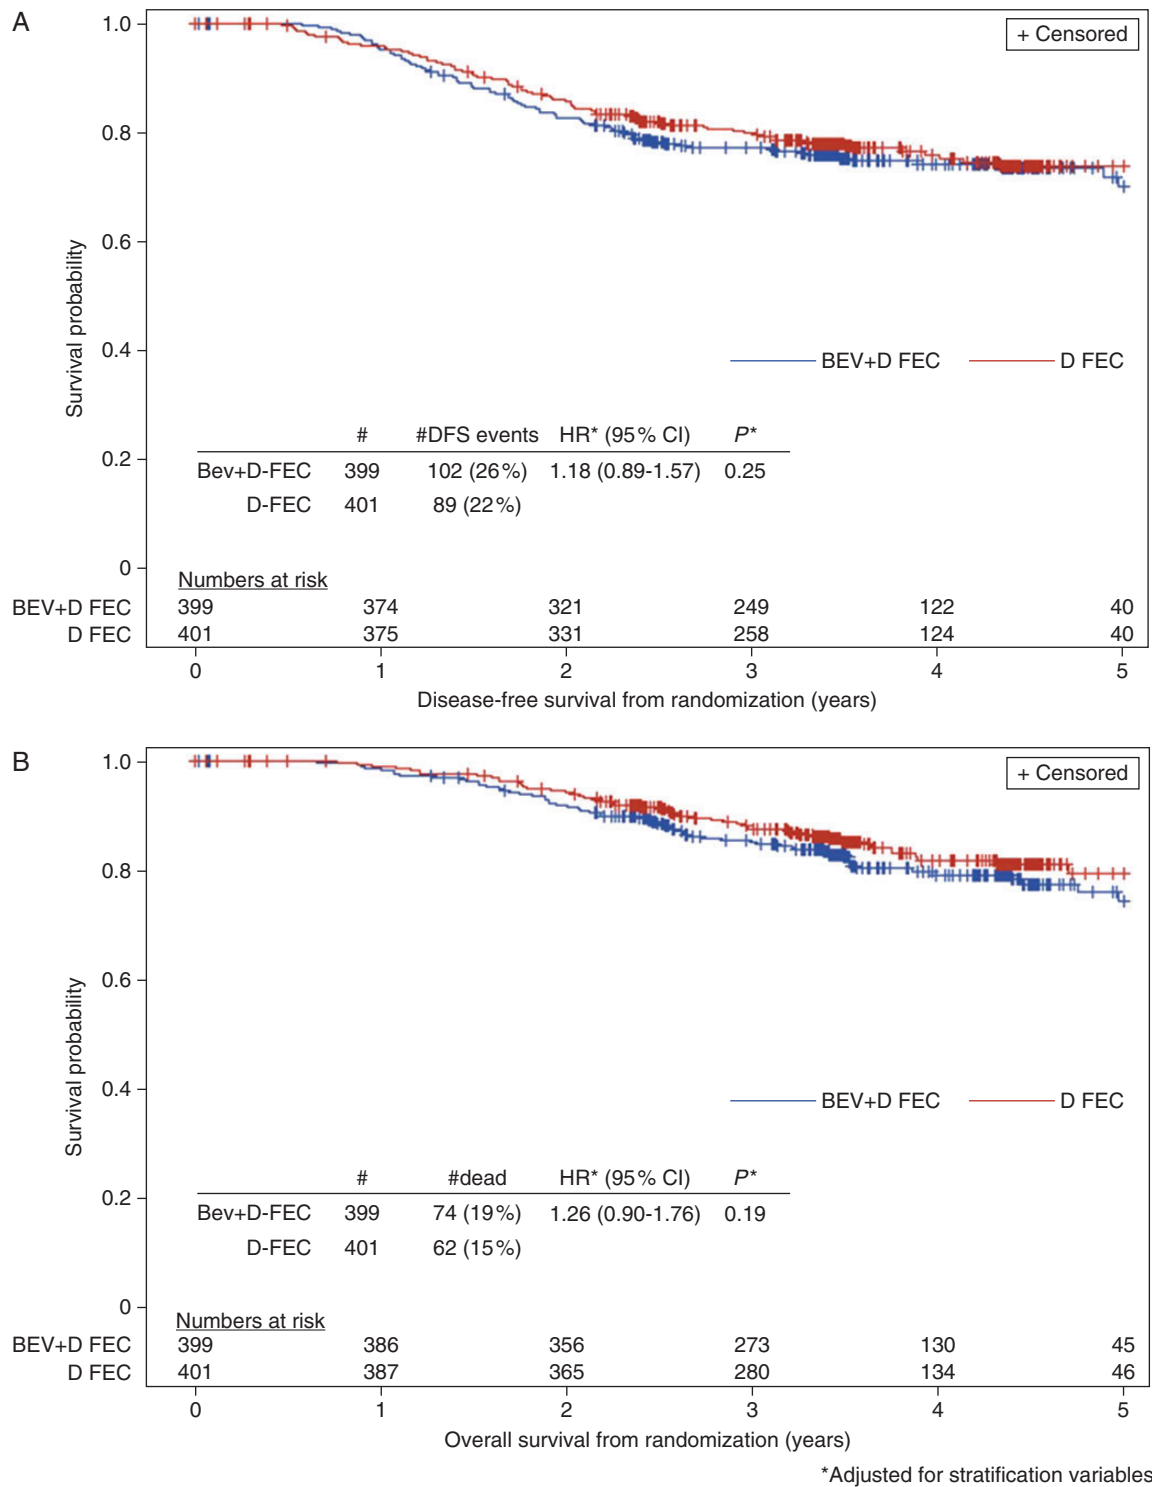 A
+ Censored
1.0
0.8
0.6
0.4
0.2
0
Survival probability
BEV+D FEC
D FEC
# #DFS events HR* (95% CI) P*
Bev+D-FEC 399 102 (26%) 1.18 (0.89-1.57) 0.25
D-FEC 401 89 (22%)
Numbers at risk
BEV+D FEC 399 374 321 249 122 40
D FEC 401 375 331 258 124 40
0 1 2 3 4 5
Disease-free survival from randomization (years)
B
+ Censored
1.0
0.8
0.6
0.4
0.2
0
Survival probability
BEV+D FEC
D FEC
# #dead HR* (95% CI) P*
Bev+D-FEC 399 74 (19%) 1.26 (0.90-1.76) 0.19
D-FEC 401 62 (15%)
Numbers at risk
BEV+D FEC 399 386 356 273 130 45
D FEC 401 387 365 280 134 46
0 1 2 3 4 5
Overall survival from randomization (years)
*Adjusted for stratification variables